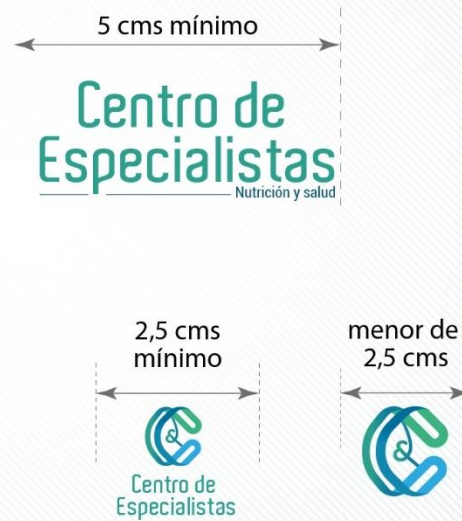 5 cms mínimo
Centro de
Especialistas
Nutrición y salud
2,5 cms
mínimo
menor de
2,5 cms
&
Centro de
Especialistas
&